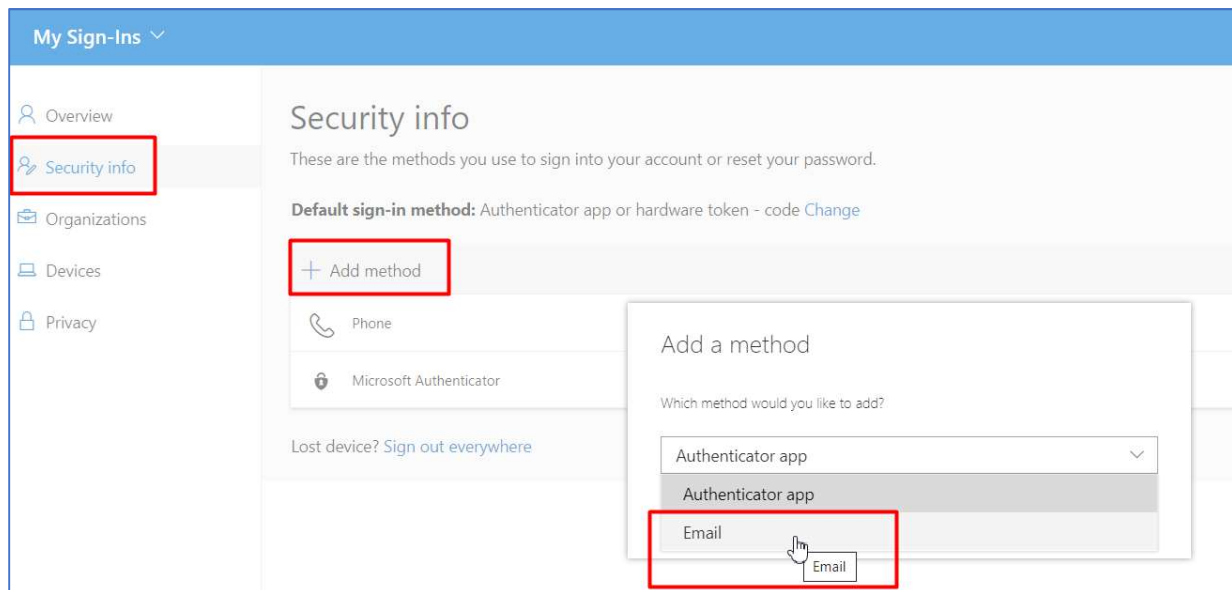 My Sign-Ins
Overview
Security info
Organizations
Devices
Privacy
Security info
These are the methods you use to sign into your account or reset your password.
Default sign-in method: Authenticator app or hardware token - code Change
Add method
Phone
Microsoft Authenticator
Lost device? Sign out everywhere
Add a method
Which method would you like to add?
Authenticator app
Authenticator app
Email
Email